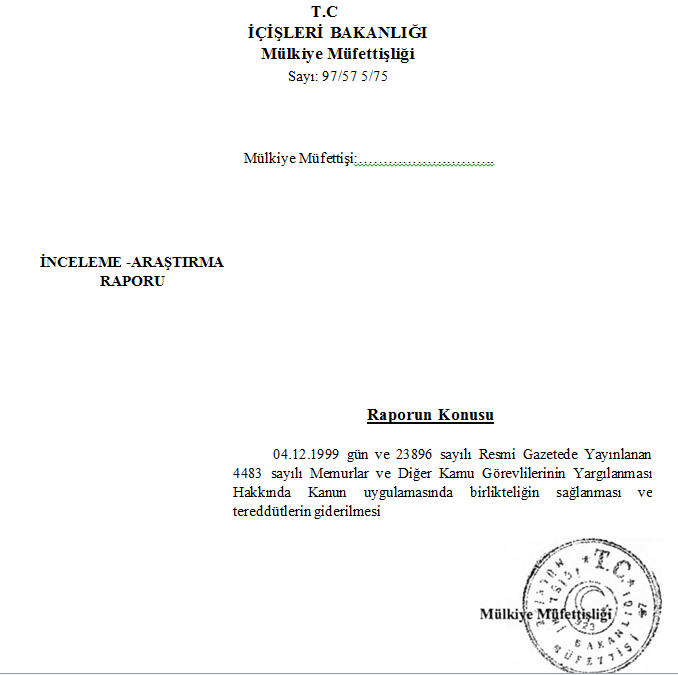 T.C
İÇİŞLERİ BAKANLIĞI
Mülkiye Müfettişliği
Sayı: 97/57 5/75
Mülkiye Müfettişi:..............................
İNCELEME -ARAŞTIRMA
RAPORU
Raporun Konusu
04.12.1999 gün ve 23896 sayılı Resmi Gazetede Yayınlanan
4483 sayılı Memurlar ve Diğer Kamu Görevlilerinin Yargılanması
Hakkında Kanun uygulamasında birlikteliğin sağlanması ve
tereddütlerin giderilmesi
T.C
Mülkiye Müfettişliği
BAKANLIĞI
MÜFETTİŞİ